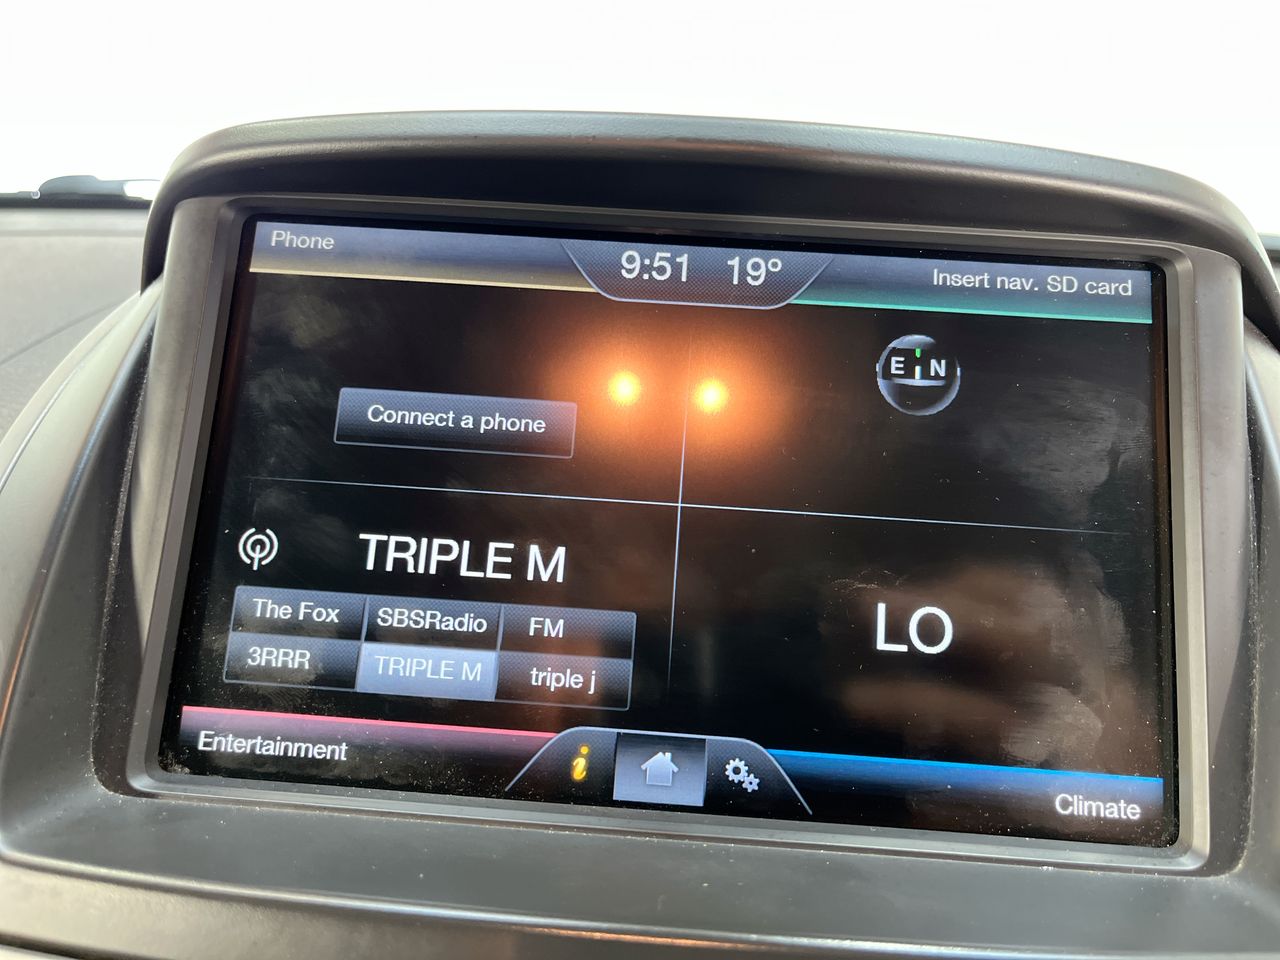 Phone
9:51 19°
Insert nav. SD card
E N
Connect a phone
TRIPLE M
The Fox SBSRadio FM
3RRR TRIPLE M triple j
LO
Entertainment
i
Climate